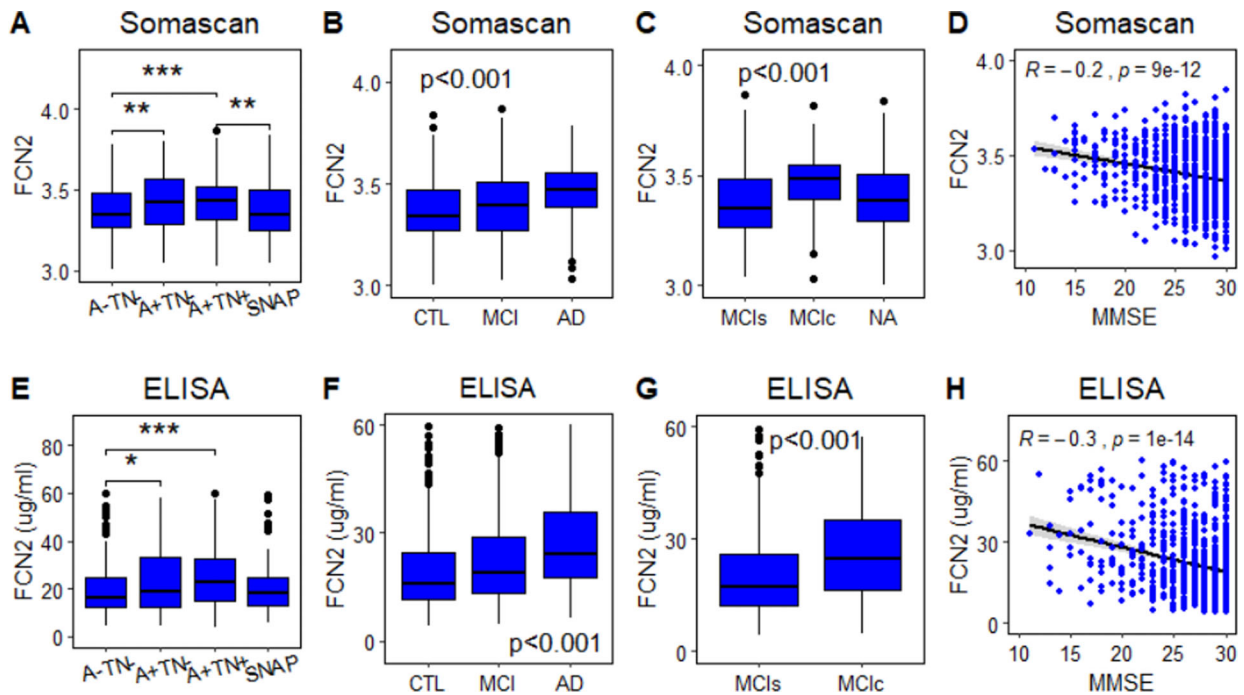 A Somascan
*** 
** **
4.0
3.5
3.0
FCN2
A-TN- A+TN- A+TN+ SNAP
B Somascan
p<0.001
4.0
3.5
3.0
FCN2
CTL MCI AD
C Somascan
p<0.001
4.0
3.5
3.0
FCN2
MCIs MCIc NA
D Somascan
R = − 0.2 , p = 9e-12
4.0
3.5
3.0
FCN2
10 15 20 25 30
MMSE
E ELISA
***
*
80
60
40
20
0
FCN2 (ug/ml)
A-TN- A+TN- A+TN+ SNAP
F ELISA
60
30
0
FCN2 (ug/ml)
p<0.001
CTL MCI AD
G ELISA
p<0.001
60
30
0
FCN2 (ug/ml)
MCIs MCIc
H ELISA
R = − 0.3 , p = 1e-14
90
60
30
0
FCN2 (ug/ml)
10 15 20 25 30
MMSE